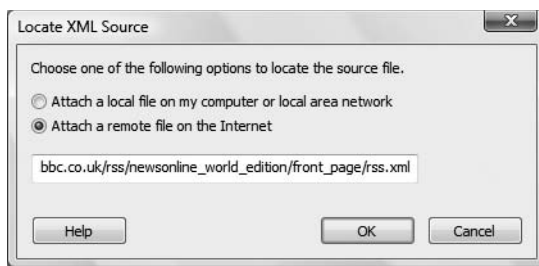 Locate XML Source
Choose one of the following options to locate the source file.
Attach a local file on my computer or local area network
Attach a remote file on the Internet
bbc.co.uk/rss/newsonline_world_edition/front_page/rss.xml
Help OK Cancel